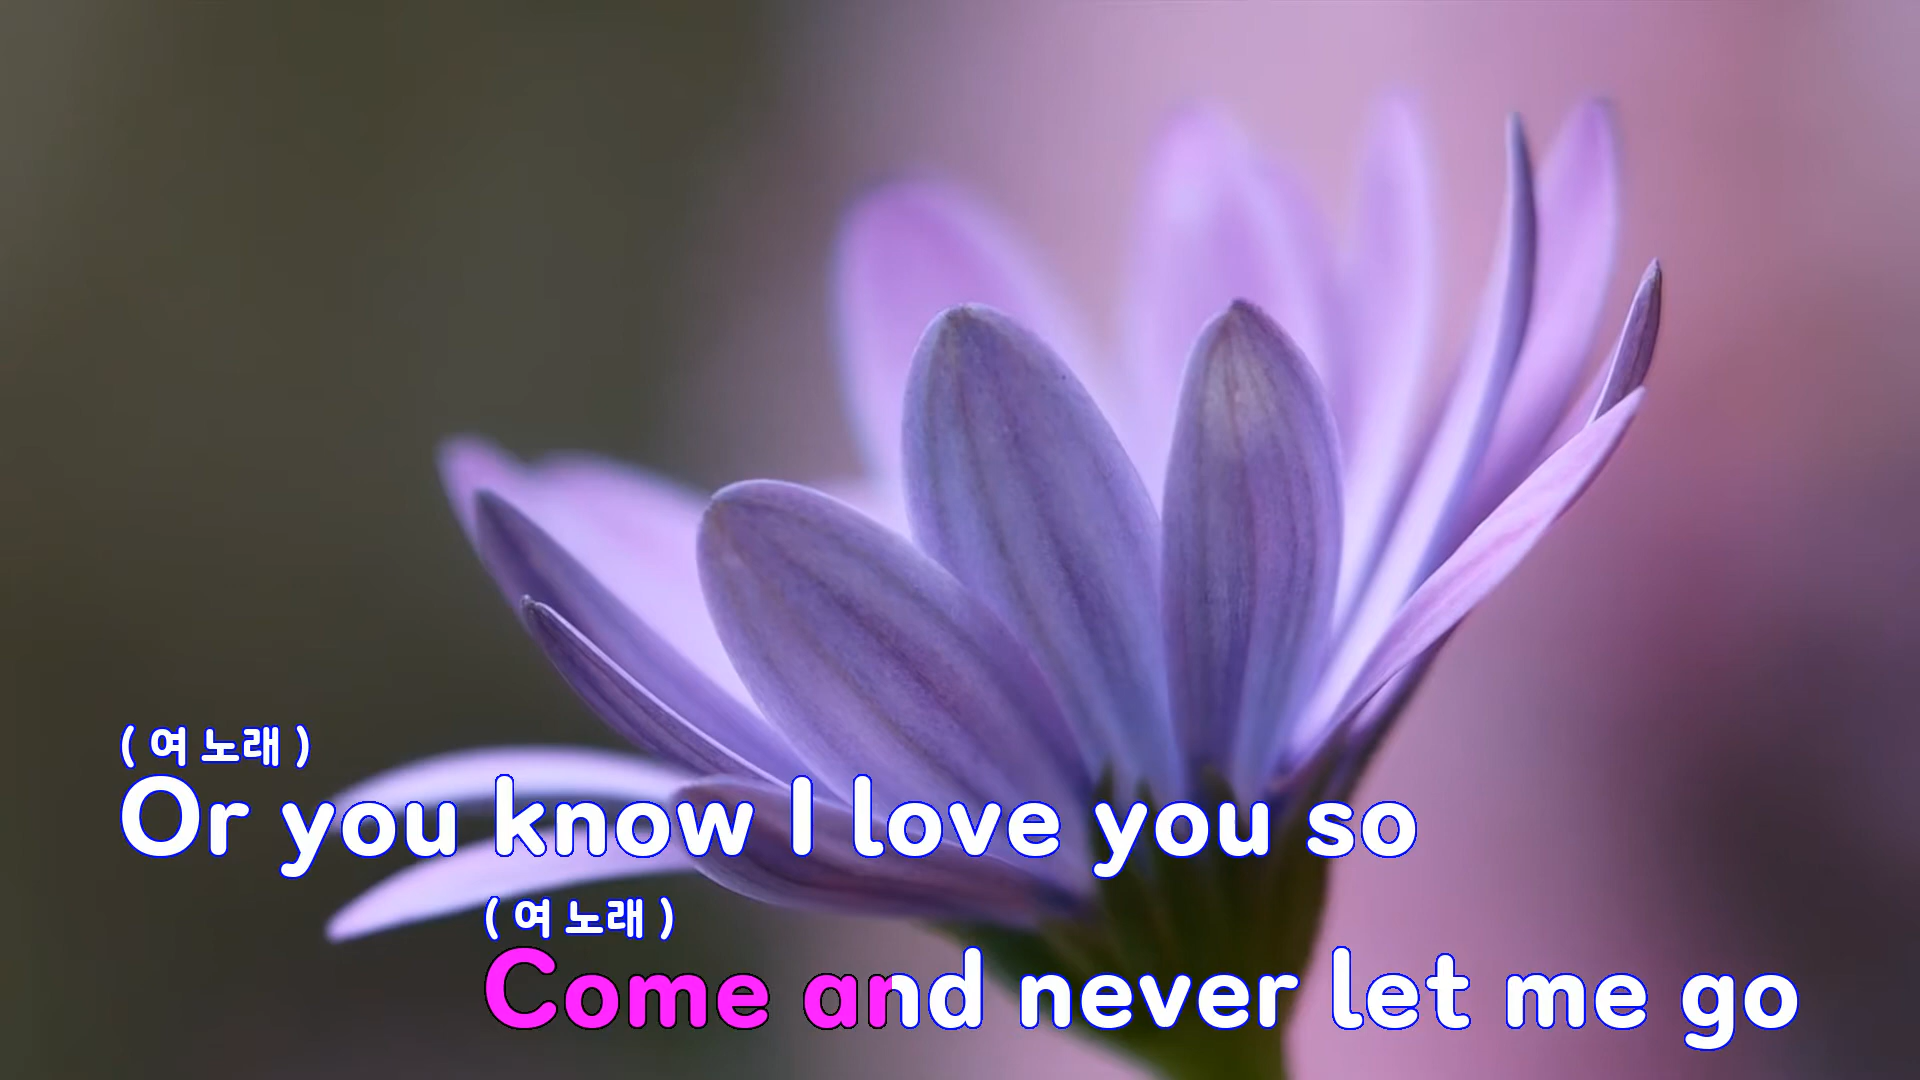 ( 여 노래 )
Or you know I love you so
( 여 노래 )
Come and never let me go